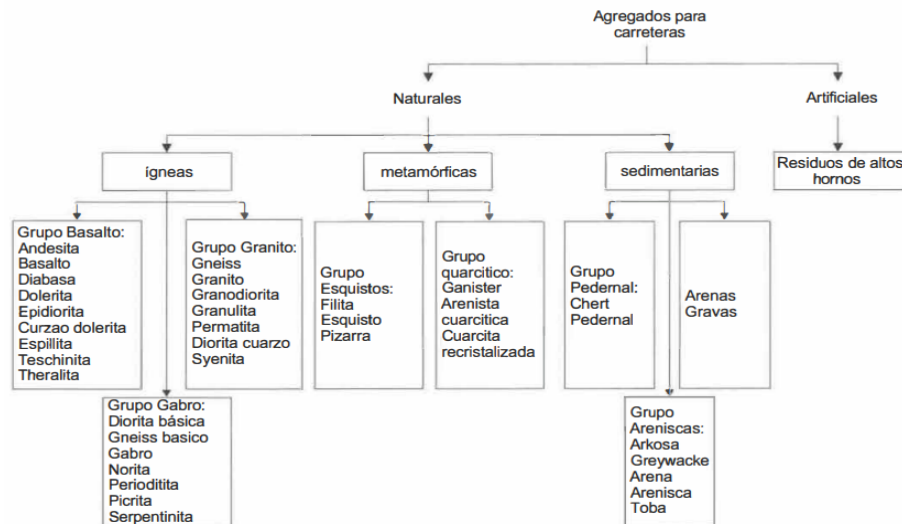 Agregados para
carreteras
Naturales
Artificiales
ígneas
metamórficas
sedimentarias
Residuos de altos
hornos
Grupo Basalto:
Andesita
Basalto
Diabasa
Dolerita
Epidiorita
Curzao dolerita
Espillita
Teschinita
Theralita
Grupo Granito:
Gneiss
Granito
Granodiorita
Granulita
Permatita
Diorita cuarzo
Syenita
Grupo
Esquistos:
Filita
Esquisto
Pizarra
Grupo
quarcitico:
Ganister
Arenista
cuarcitica
Cuarcita
recristalizada
Grupo
Pedernal:
Chert
Pedernal
Arenas
Gravas
Grupo Gabro:
Diorita básica
Gneiss basico
Gabro
Norita
Perioditita
Picrita
Serpentinita
Grupo
Areniscas:
Arkosa
Greywacke
Arena
Arenisca
Toba